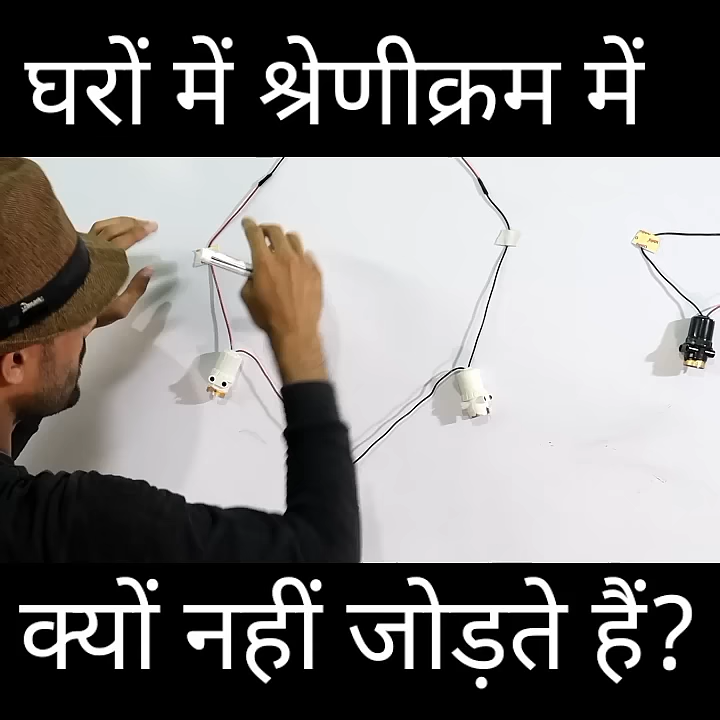 घरों में श्रेणीक्रम में
क्यों नहीं जोड़ते हैं?